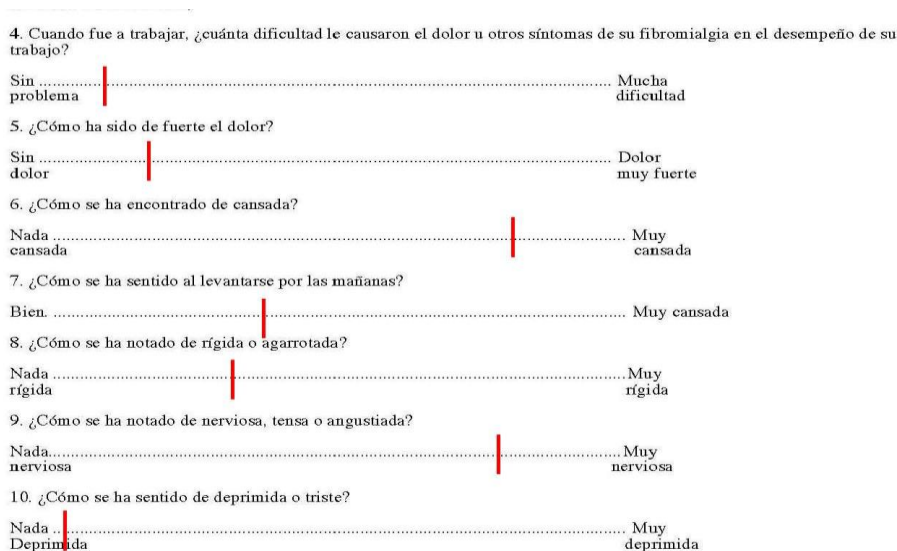 4. Cuando fue a trabajar, ¿cuánta dificultad le causaron el dolor u otros síntomas de su fibromialgia en el desempeño de su
trabajo?
Sin ........................................................................ Mucha
problema dificultad
5. ¿Cómo ha sido de fuerte el dolor?
Sin ........................................................................ Dolor
dolor muy fuerte
6. ¿Cómo se ha encontrado de cansada?
Nada ........................................................................ Muy
cansada cansada
7. ¿Cómo se ha sentido al levantarse por las mañanas?
Bien. ........................................................................ Muy cansada
8. ¿Cómo se ha notado de rígida o agarrotada?
Nada ........................................................................ Muy
rígida rígida
9. ¿Cómo se ha notado de nerviosa, tensa o angustiada?
Nada........................................................................ Muy
nerviosa nerviosa
10. ¿Cómo se ha sentido de deprimida o triste?
Nada ........................................................................ Muy
Deprimida deprimida